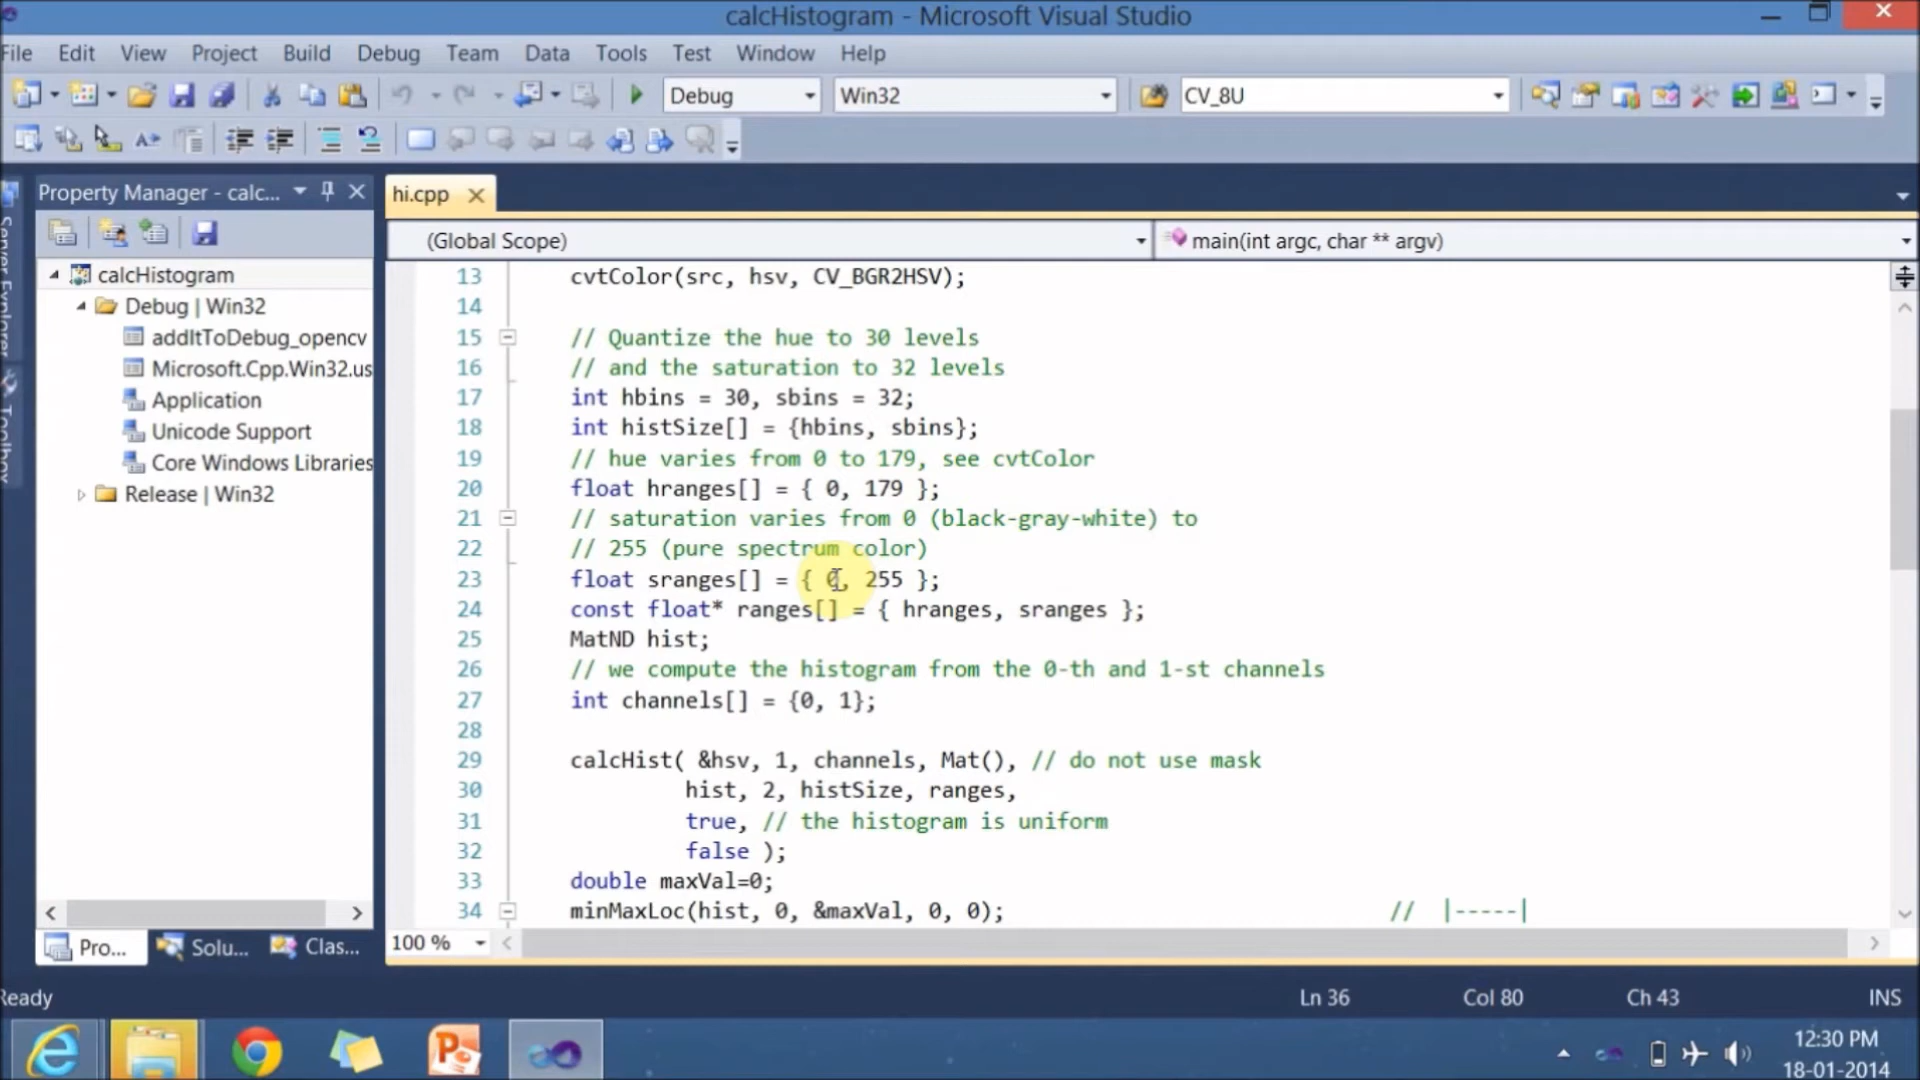 calcHistogram - Microsoft Visual Studio
File Edit View Project Build Debug Team Data Tools Test Window Help
Debug Win32 CV_8U
Property Manager - calc...
hi.cpp
(Global Scope) main(int argc, char ** argv)
Server Explorer
Toolbox
calcHistogram
Debug | Win32
addItToDebug_opencv
Microsoft.Cpp.Win32.us
Application
Unicode Support
Core Windows Libraries
Release | Win32
13 cvtColor(src, hsv, CV_BGR2HSV);
14
15 // Quantize the hue to 30 levels
16 // and the saturation to 32 levels
17 int hbins = 30, sbins = 32;
18 int histSize[] = {hbins, sbins};
19 // hue varies from 0 to 179, see cvtColor
20 float hranges[] = { 0, 179 };
21 // saturation varies from 0 (black-gray-white) to
22 // 255 (pure spectrum color)
23 float sranges[] = { 0, 255 };
24 const float* ranges[] = { hranges, sranges };
25 MatND hist;
26 // we compute the histogram from the 0-th and 1-st channels
27 int channels[] = {0, 1};
28
29 calcHist( &hsv, 1, channels, Mat(), // do not use mask
30 hist, 2, histSize, ranges,
31 true, // the histogram is uniform
32 false );
33 double maxVal=0;
34 minMaxLoc(hist, 0, &maxVal, 0, 0); // |-----|
Pro... Solu... Clas...
100 %
Ready Ln 36 Col 80 Ch 43 INS
12:30 PM
18-01-2014